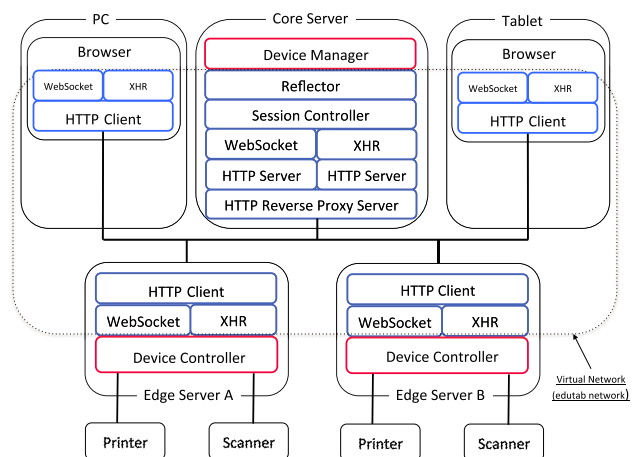 PC
Core Server
Tablet
Browser
Device Manager
Browser
Reflector
WebSocket
XHR
WebSocket
XHR
Session Controller
HTTP Client
HTTP Client
WebSocket
XHR
HTTP Server
HTTP Server
HTTP Reverse Proxy Server
HTTP Client
HTTP Client
WebSocket
XHR
WebSocket
XHR
Device Controller
Device Controller
Virtual Network
(edutab network)
Edge Server A
Edge Server B
Printer
Scanner
Printer
Scanner